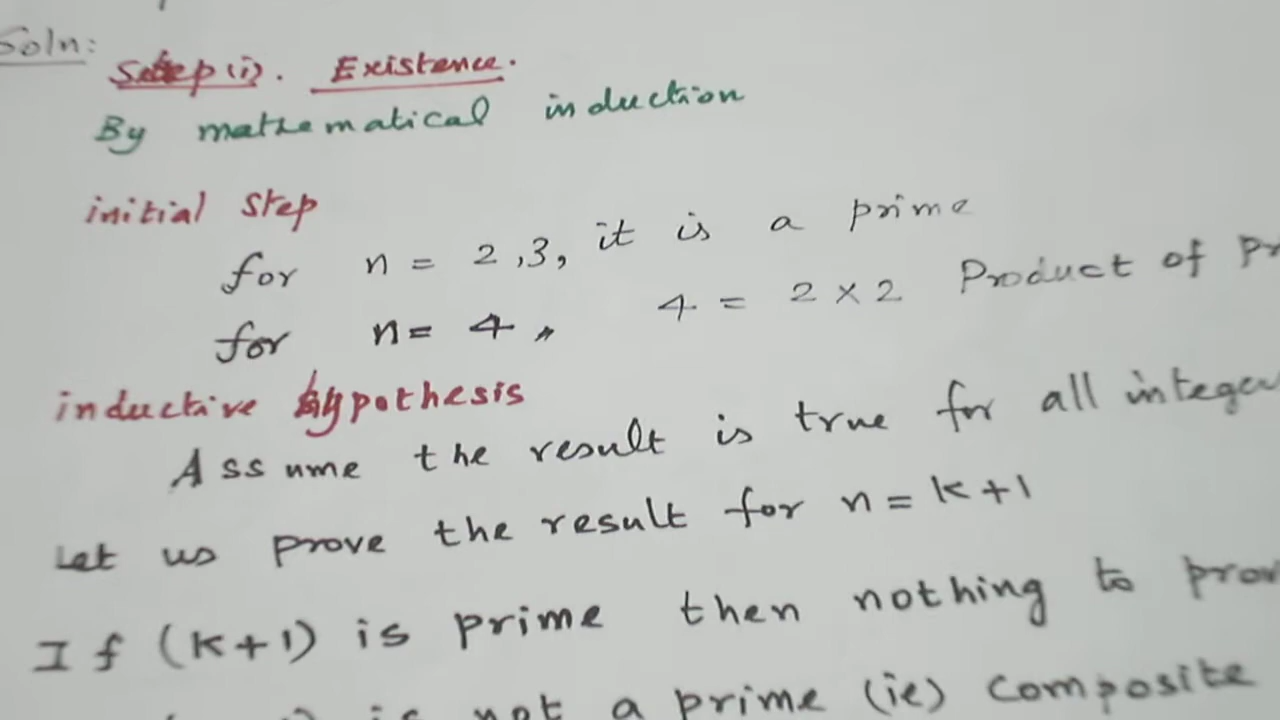 Soln:
Step (i). Existence.
By mathematical induction
initial step
for n = 2,3, it is a prime
for n = 4, 4 = 2 × 2 Product of
inductive hypothesis
Assume the result is true for all
Let us prove the result for n = k+1
If (k+1) is prime then nothing to
is not a prime (ie) composite